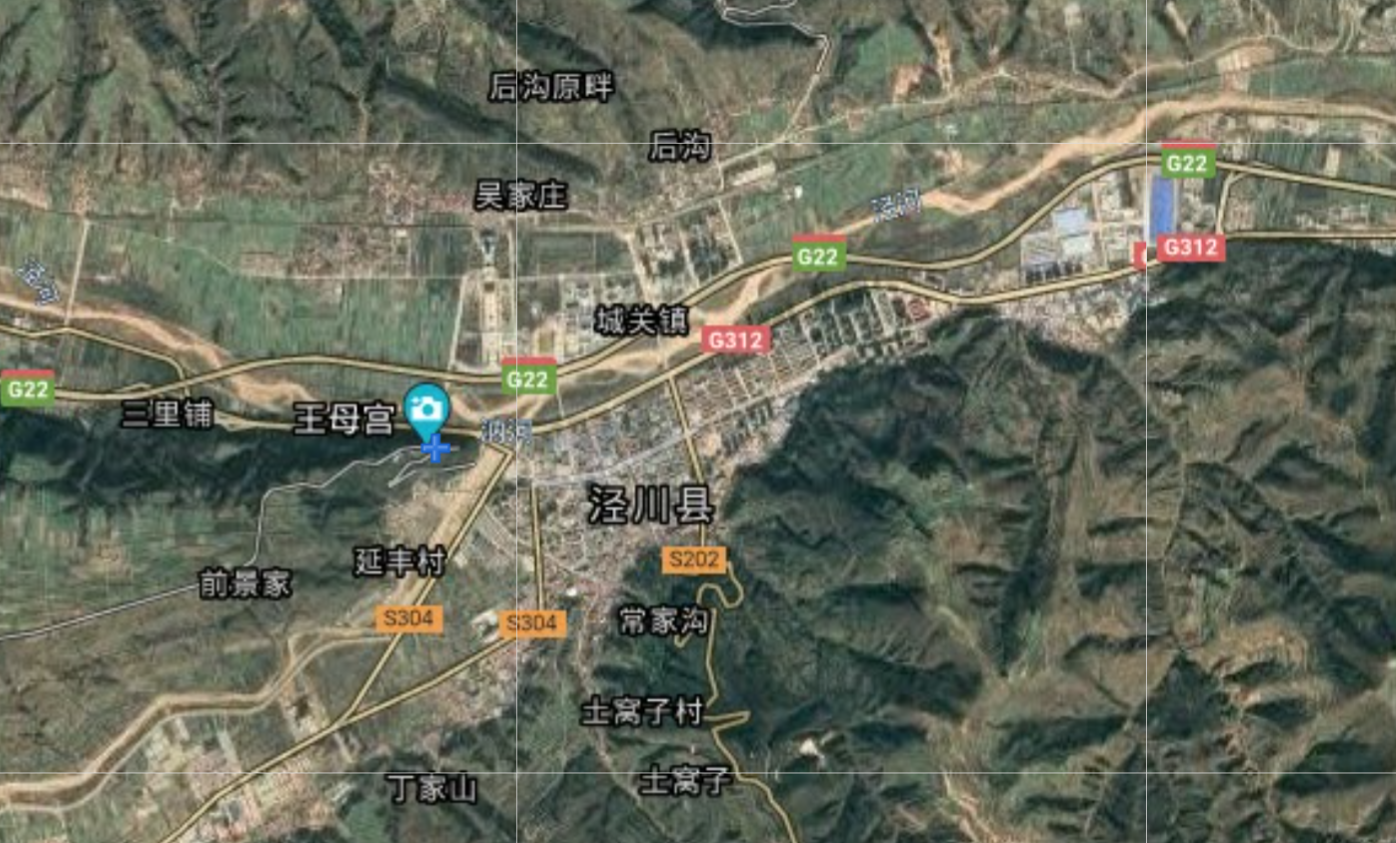 后沟原畔
后沟
G22
吴家庄
泾河
G312
G22
泾河
城关镇
G312
G22
G22
三里铺
王母宫
汭河
泾川县
S202
延丰村
前景家
S304
S304
常家沟
土窝子村
土窝子
丁家山